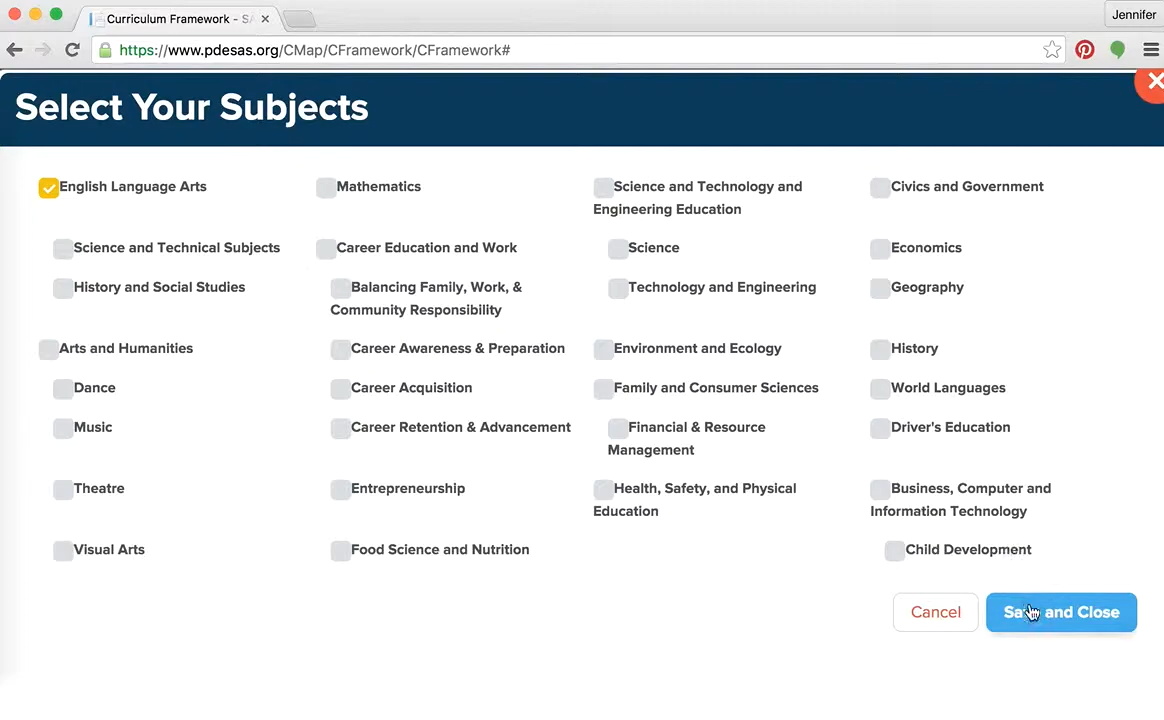 Curriculum Framework - SA
Jennifer
https://www.pdesas.org/CMap/CFramework/CFramework#
Select Your Subjects
English Language Arts
Mathematics
Science and Technology and
Engineering Education
Civics and Government
Science and Technical Subjects
Career Education and Work
Science
Economics
History and Social Studies
Balancing Family, Work, &
Community Responsibility
Technology and Engineering
Geography
Arts and Humanities
Career Awareness & Preparation
Environment and Ecology
History
Dance
Career Acquisition
Family and Consumer Sciences
World Languages
Music
Career Retention & Advancement
Financial & Resource
Management
Driver's Education
Theatre
Entrepreneurship
Health, Safety, and Physical
Education
Business, Computer and
Information Technology
Visual Arts
Food Science and Nutrition
Child Development
Cancel
Save and Close